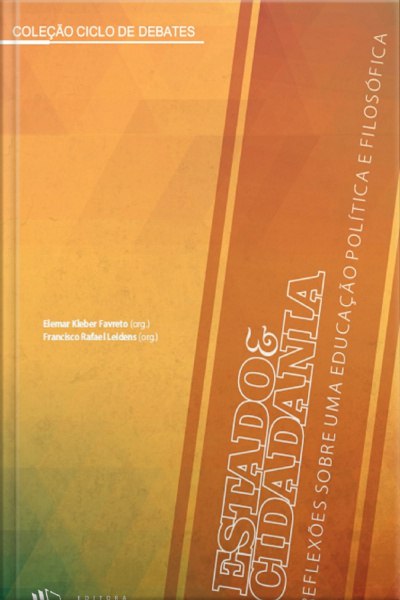 COLEÇÃO CICLO DE DEBATES
Elemar Kleber Favreto (org.)
Francisco Rafael Leidens (org.)
ESTADO &
CIDADANIA
REFLEXÕES SOBRE UMA EDUCAÇÃO POLÍTICA E FILOSÓFICA
EDITORA